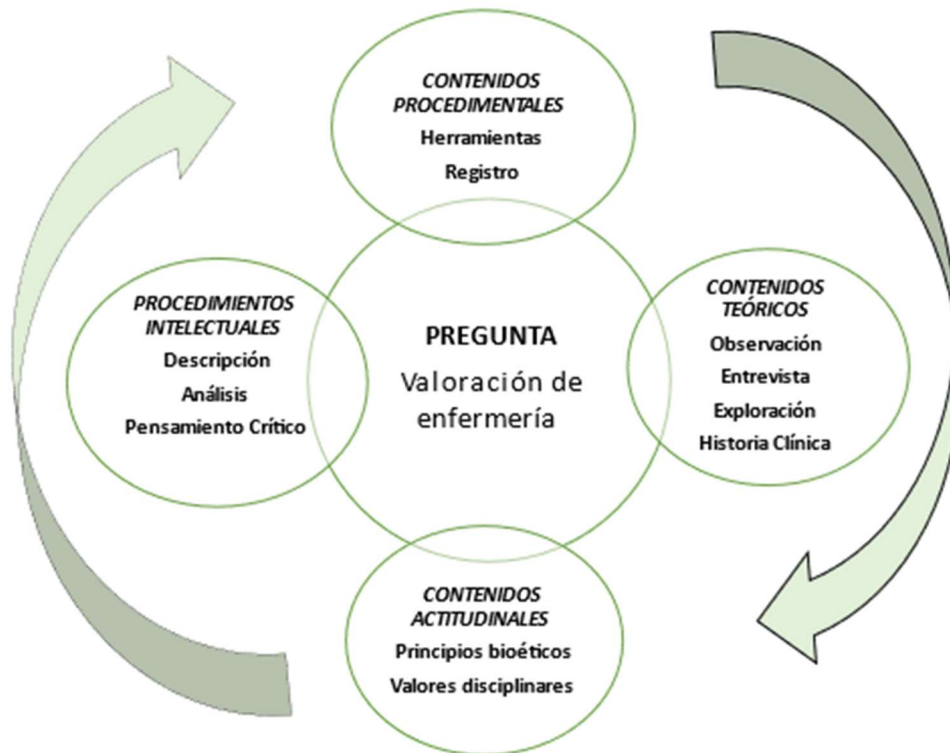 CONTENIDOS
PROCEDIMENTALES
Herramientas
Registro
PROCEDIMIENTOS
INTELECTUALES
Descripción
Análisis
Pensamiento Crítico
PREGUNTA
Valoración de
enfermería
CONTENIDOS
TEÓRICOS
Observación
Entrevista
Exploración
Historia Clínica
CONTENIDOS
ACTITUDINALES
Principios bioéticos
Valores disciplinares